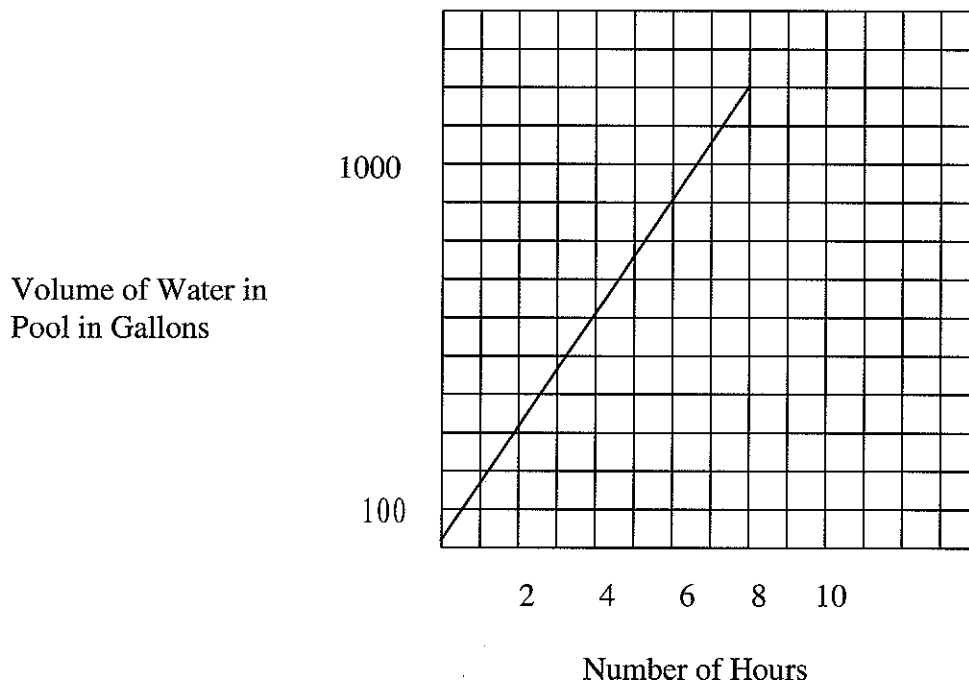 1000
Volume of Water in
Pool in Gallons
100
2 4 6 8 10
Number of Hours